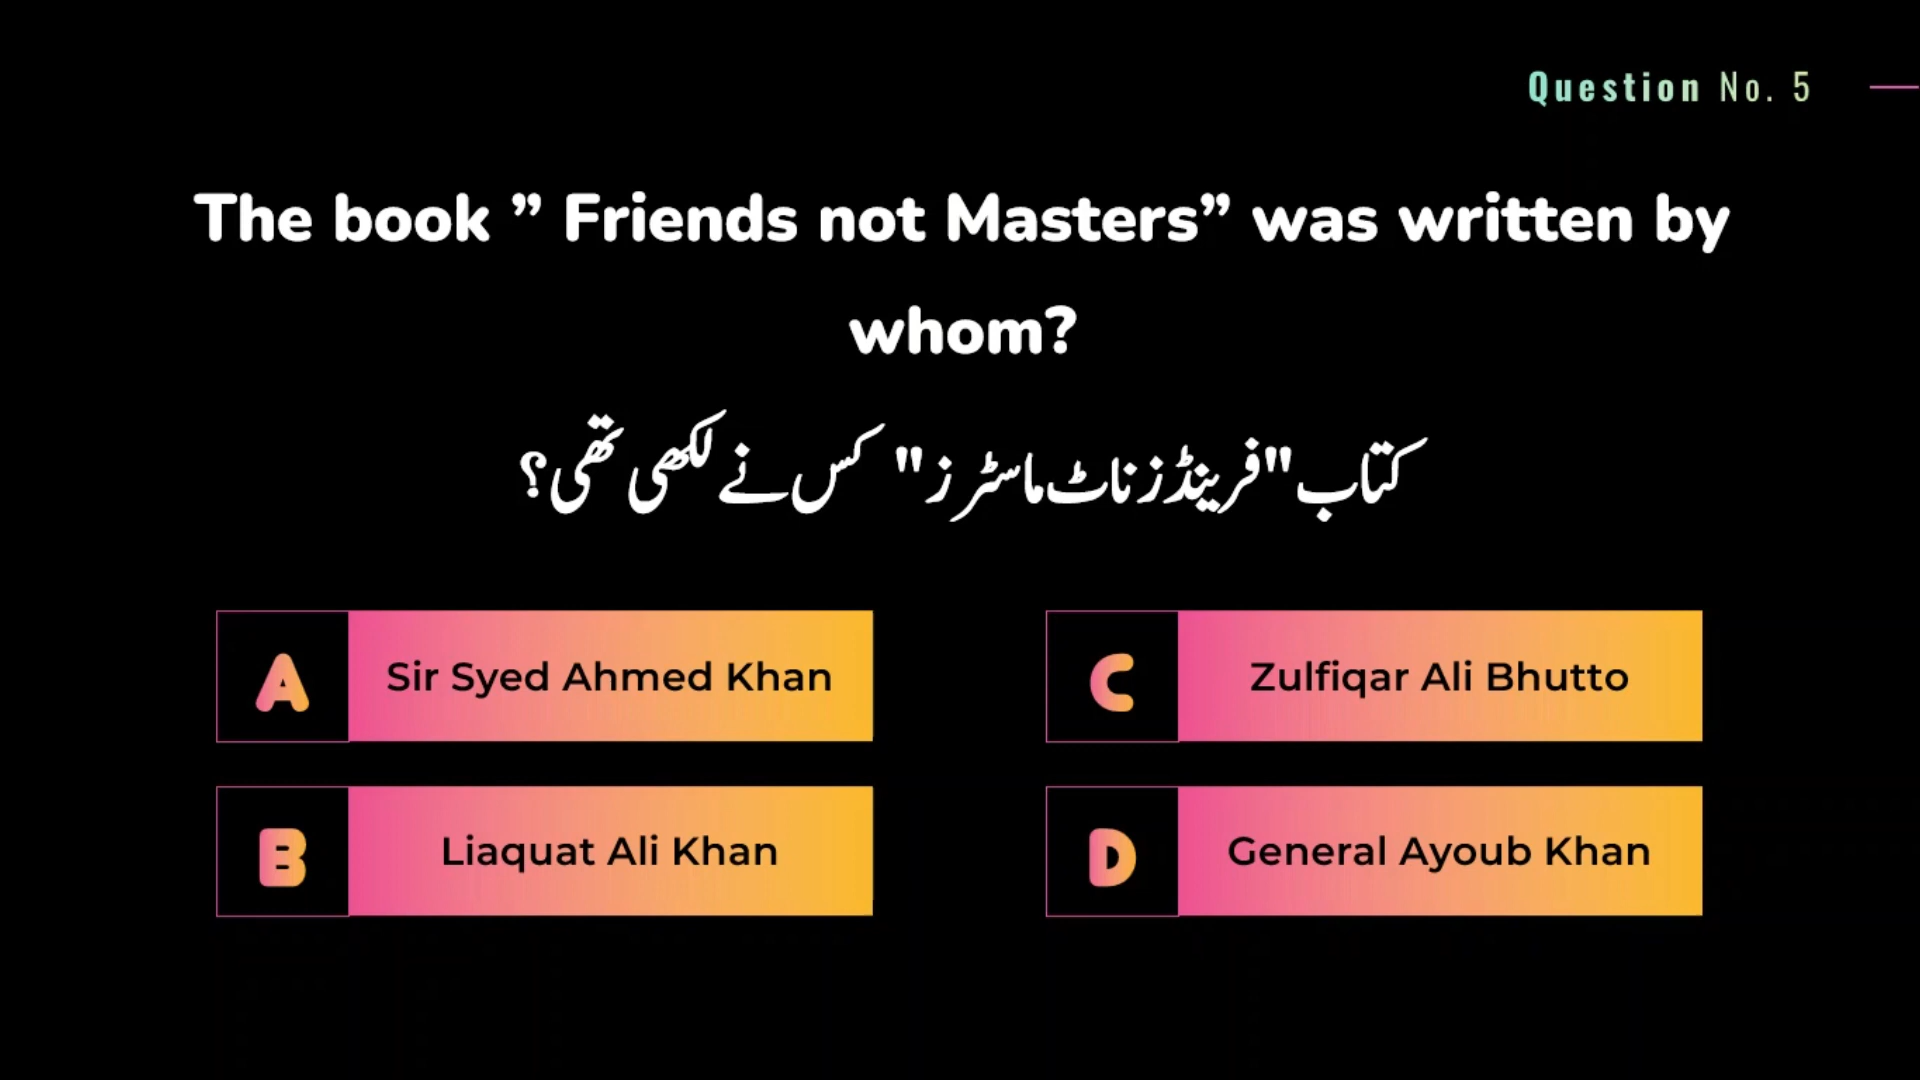 Question No. 5
The book ” Friends not Masters” was written by
whom?
کتاب "فرینڈز ناٹ ماسٹرز" کس نے لکھی تھی؟
A Sir Syed Ahmed Khan
B Liaquat Ali Khan
C Zulfiqar Ali Bhutto
D General Ayoub Khan